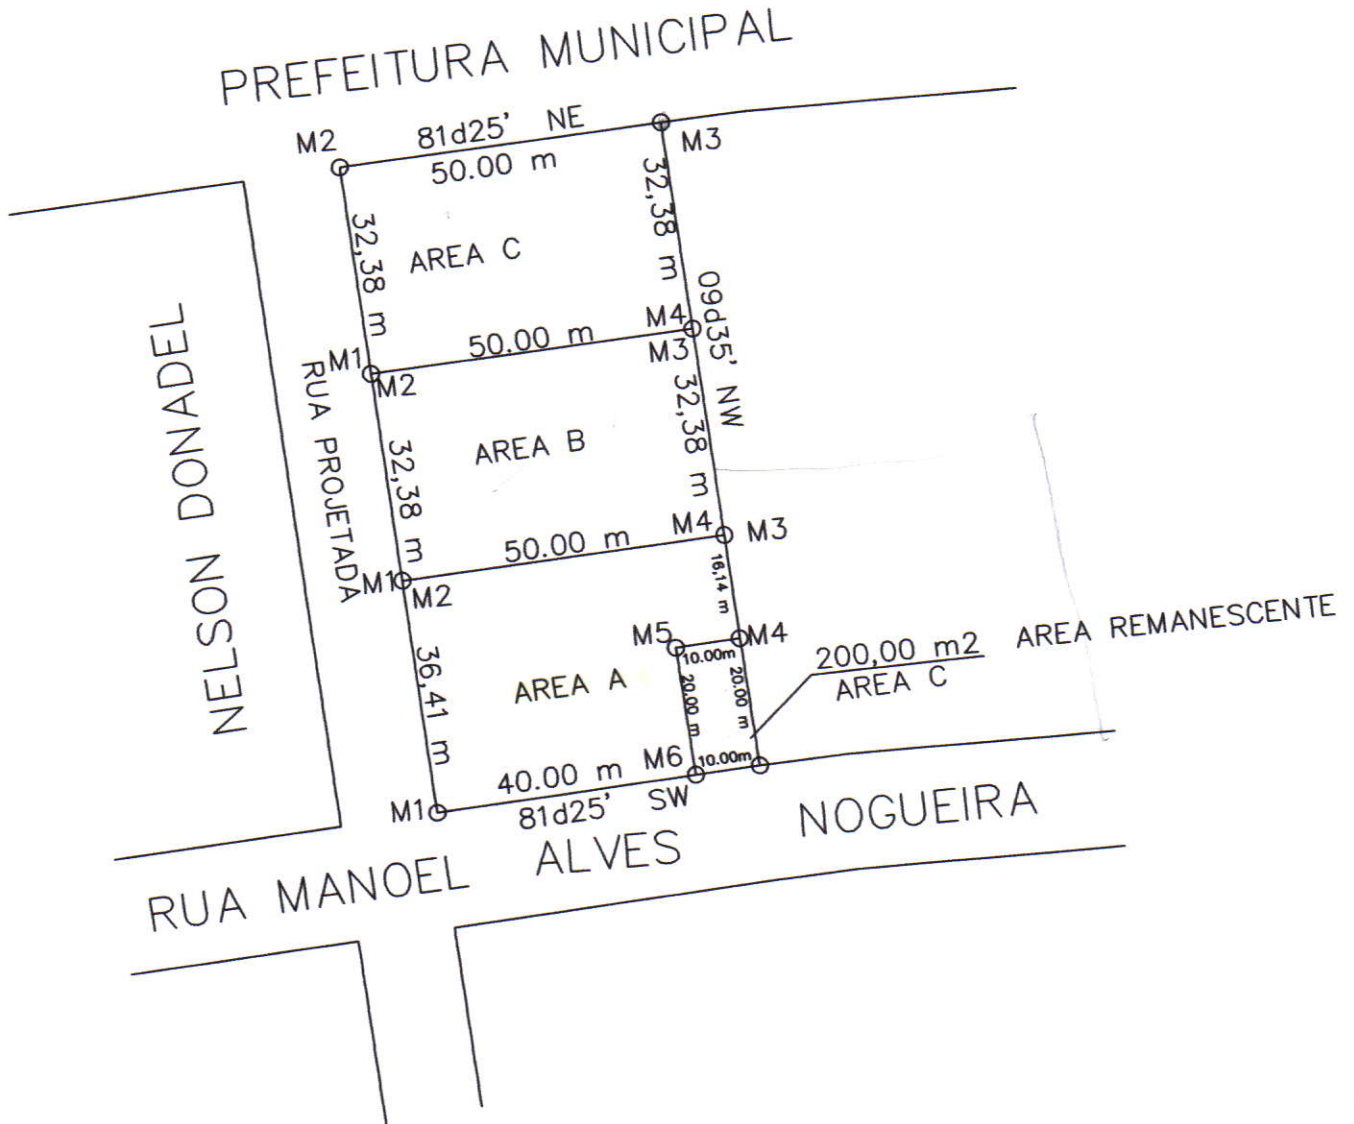 PREFEITURA MUNICIPAL
M2
81d25' NE
50.00 m
M3
32,38 m
32,38 m
AREA C
09d35' NW
M1
M2
50.00 m
M4
M3
NELSON DONADEL
RUA PROJETADA
32,38 m
AREA B
32,38 m
M1
M2
50.00 m
M4
M3
16,14 m
36,41 m
AREA A
M5
M4
10.00m
20.00 m
20.00 m
200,00 m2
AREA C
AREA REMANESCENTE
M1
40.00 m
81d25' SW
M6
10.00m
RUA MANOEL ALVES NOGUEIRA